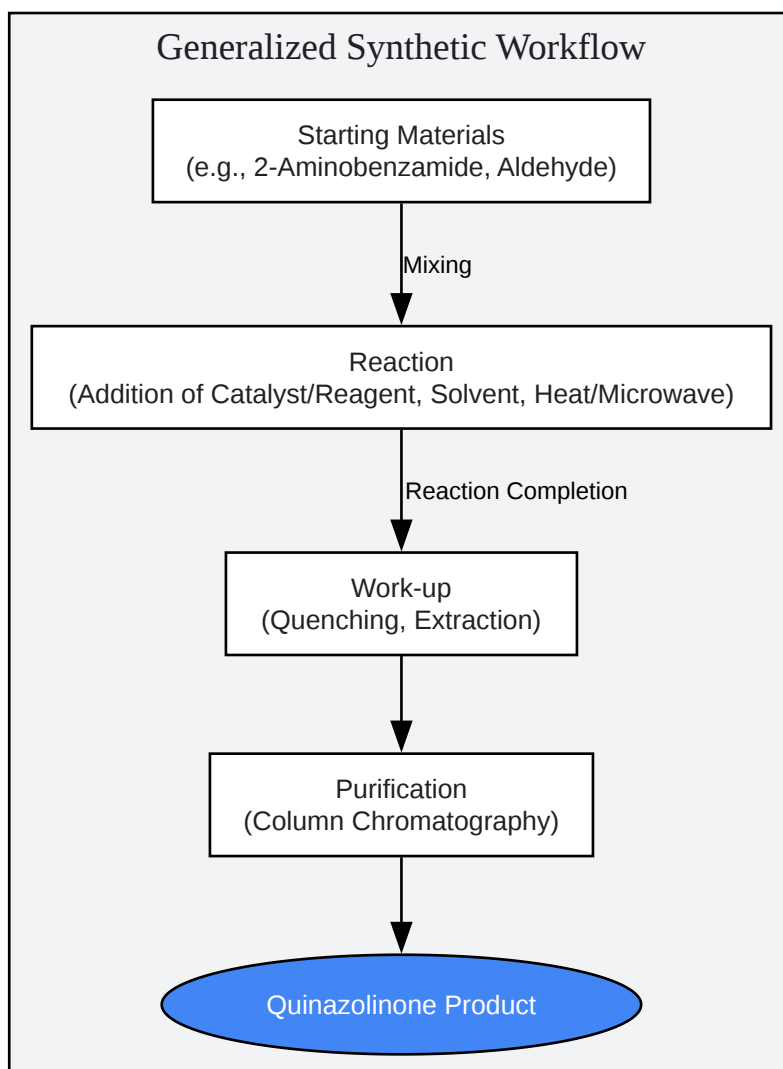 Generalized Synthetic Workflow
Starting Materials
(e.g., 2-Aminobenzamide, Aldehyde)
Mixing
Reaction
(Addition of Catalyst/Reagent, Solvent, Heat/Microwave)
Reaction Completion
Work-up
(Quenching, Extraction)
Purification
(Column Chromatography)
Quinazolinone Product